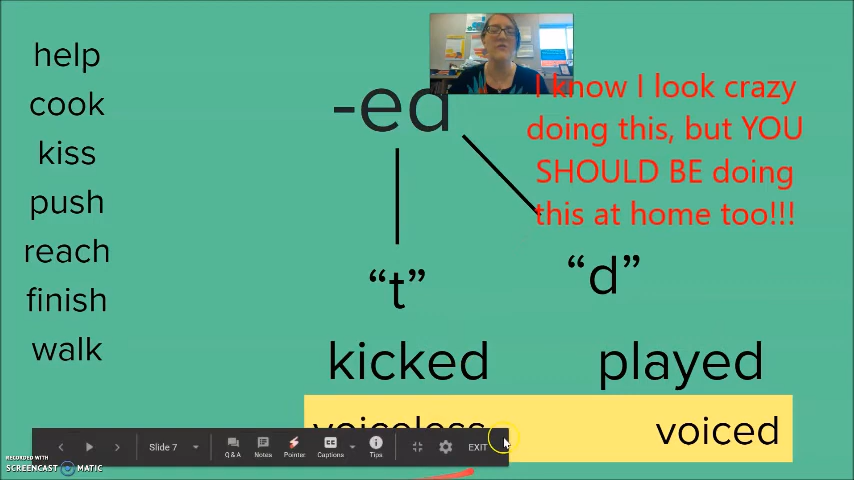 help
cook
kiss
push
reach
finish
walk
-ed
I know I look crazy
doing this, but YOU
SHOULD BE doing
this at home too!!!
“t”
“d”
kicked
played
voiceless
voiced
Slide 7
Q & A
Notes
Pointer
Captions
Tips
EXIT
RECORDED WITH
SCREENCAST MATIC